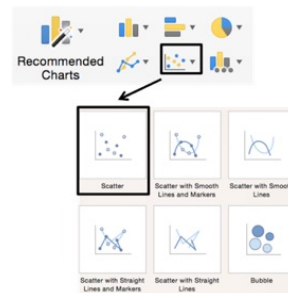 Recommended
Charts
Scatter
Scatter with Smooth
Lines and Markers
Scatter with Smooth
Lines
Scatter with Straight
Lines and Markers
Scatter with Straight
Lines
Bubble